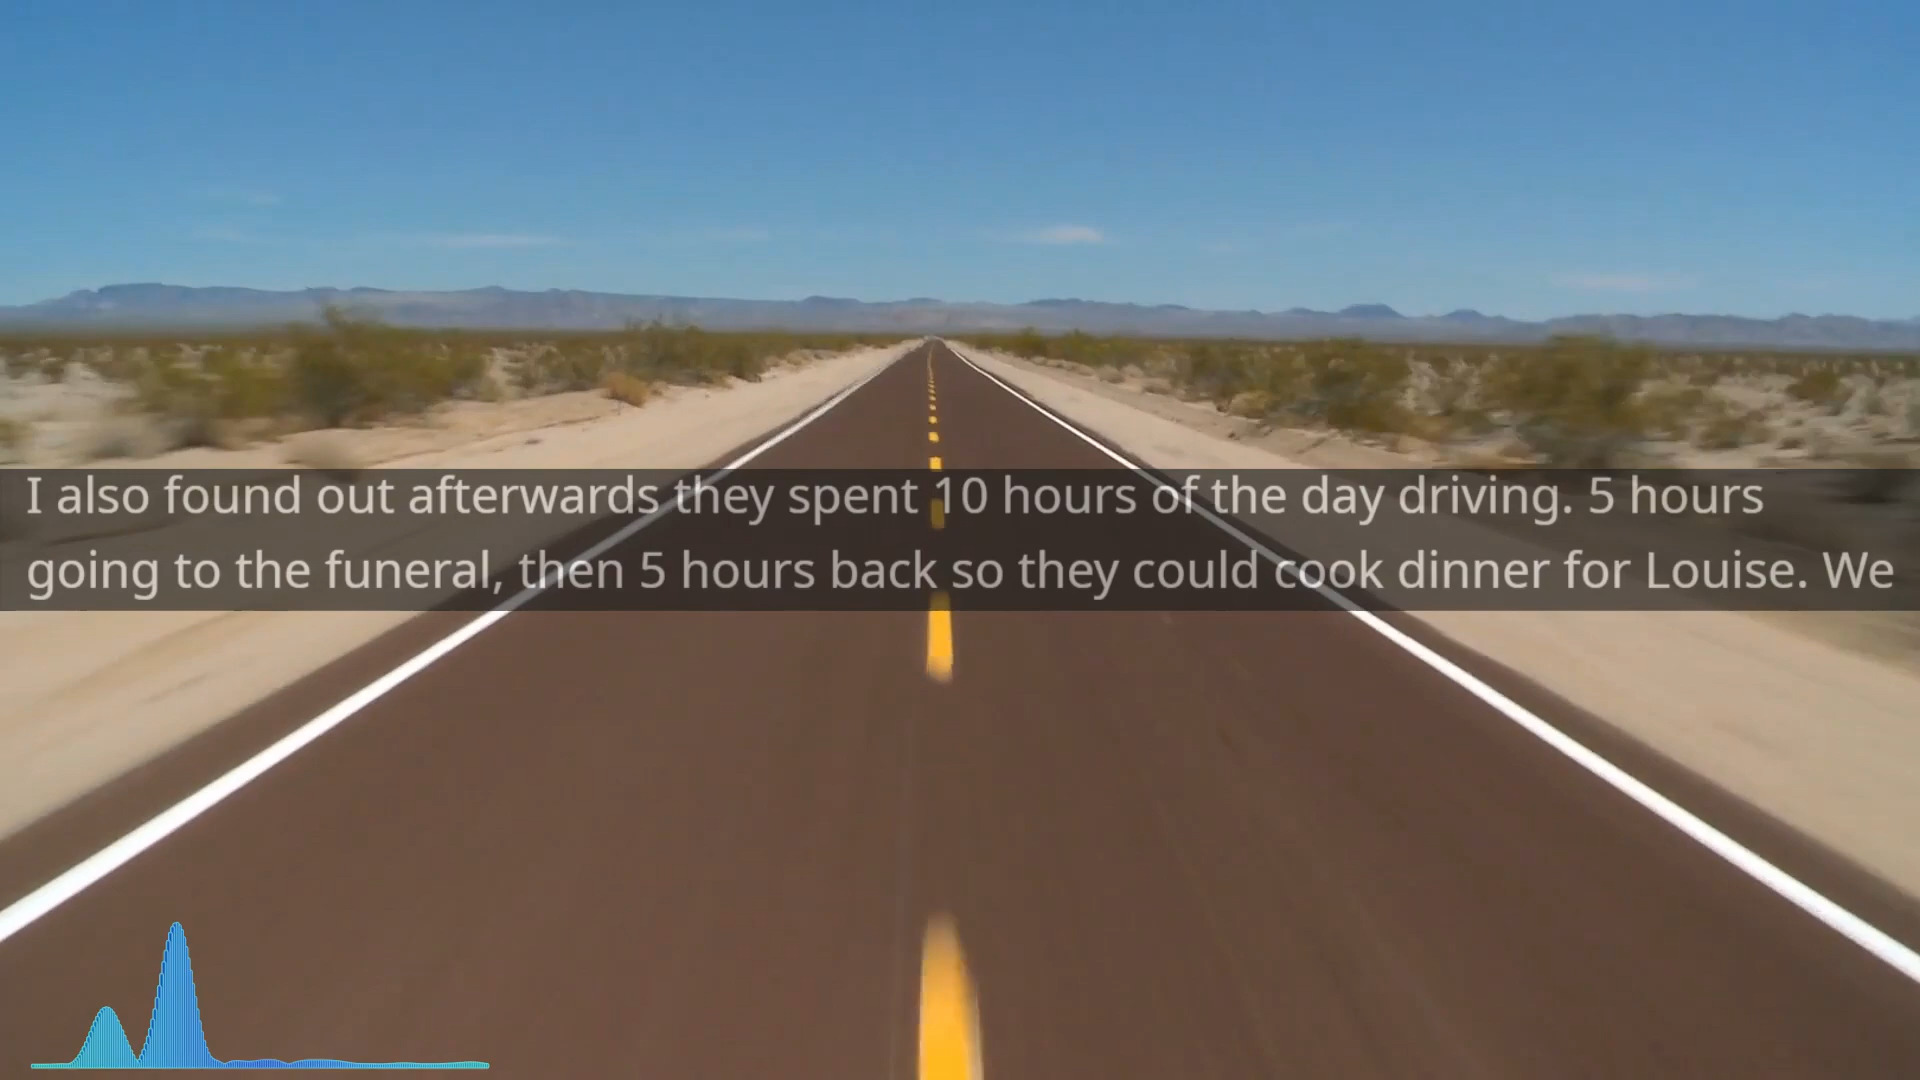 I also found out afterwards they spent 10 hours of the day driving. 5 hours
going to the funeral, then 5 hours back so they could cook dinner for Louise. We